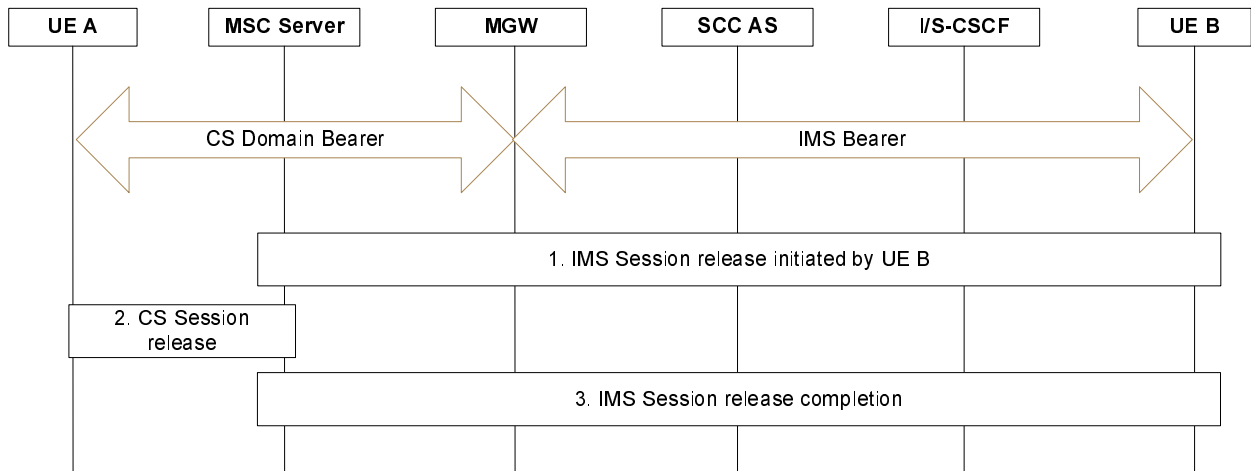 UE A
MSC Server
MGW
SCC AS
I/S-CSCF
UE B
CS Domain Bearer
IMS Bearer
1. IMS Session release initiated by UE B
2. CS Session
release
3. IMS Session release completion